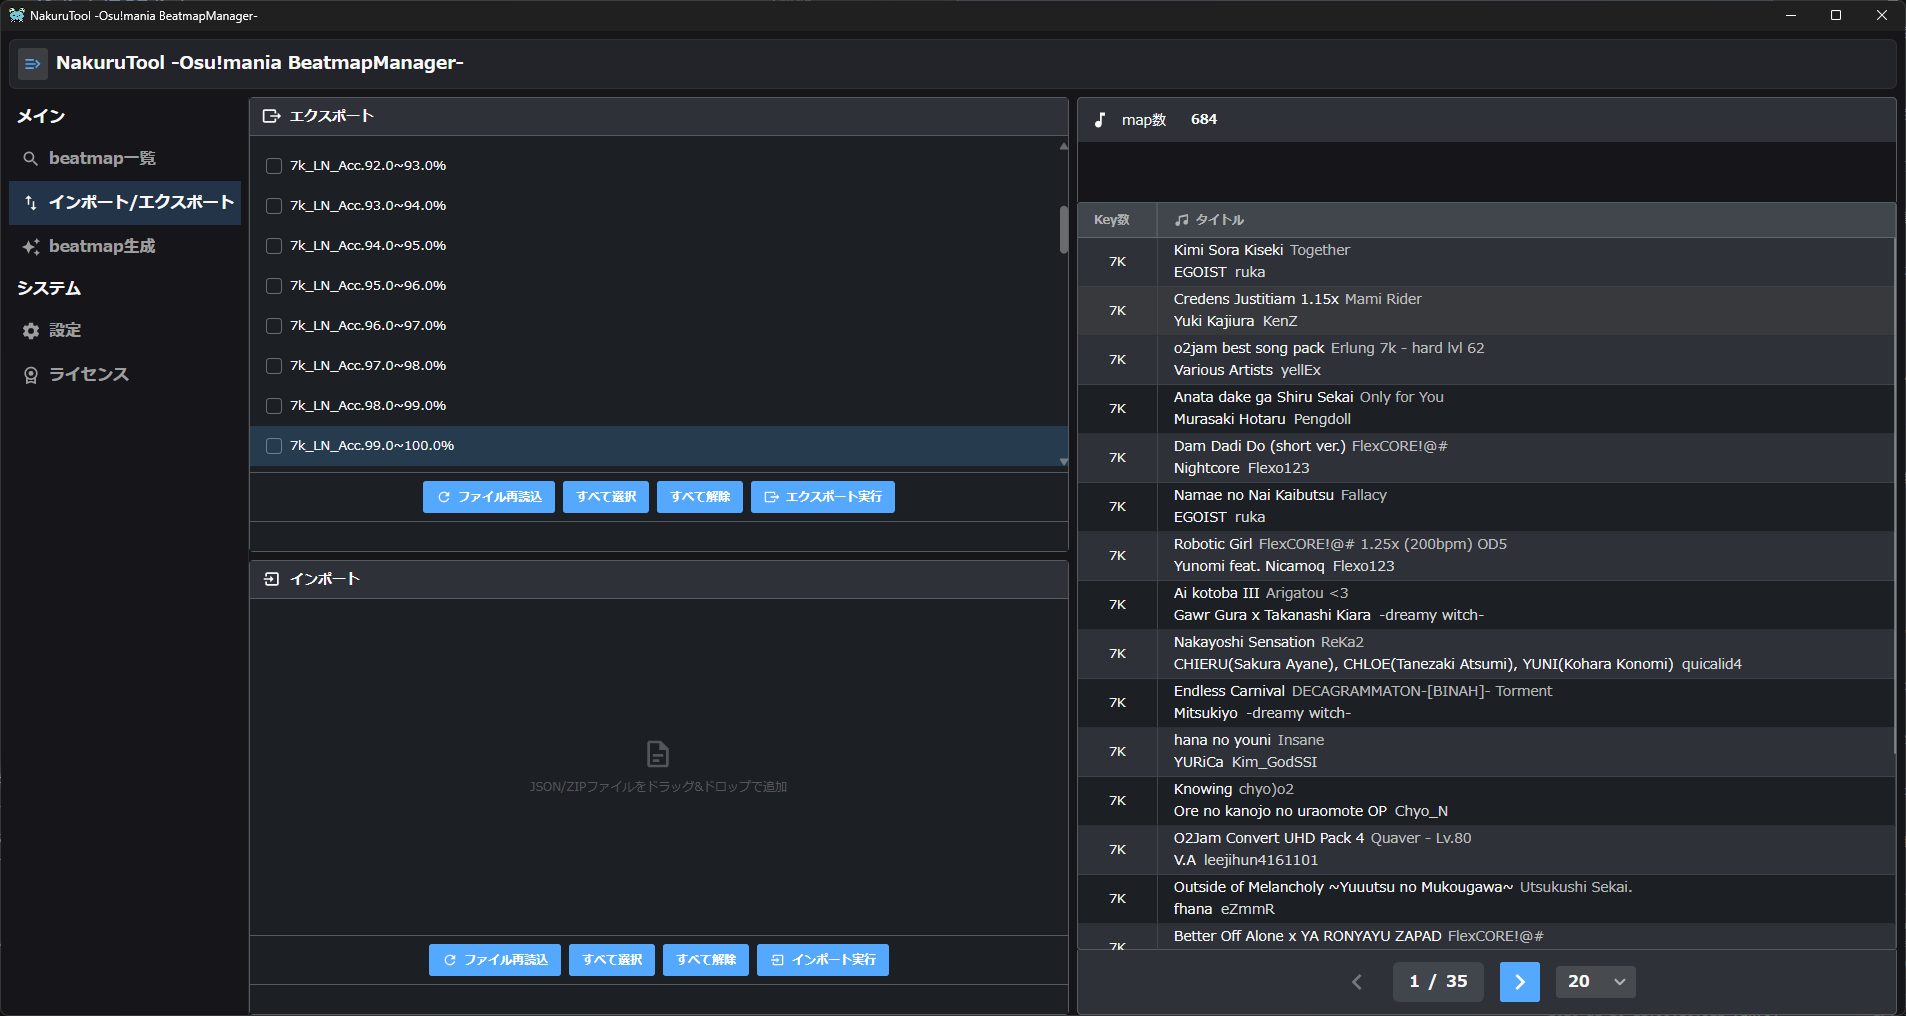 NakuruTool -Osu!mania BeatmapManager-
NakuruTool -Osu!mania BeatmapManager-
メイン
beatmap一覧
インポート/エクスポート
beatmap生成
システム
設定
ライセンス
エクスポート
7k_LN_Acc.92.0~93.0%
7k_LN_Acc.93.0~94.0%
7k_LN_Acc.94.0~95.0%
7k_LN_Acc.95.0~96.0%
7k_LN_Acc.96.0~97.0%
7k_LN_Acc.97.0~98.0%
7k_LN_Acc.98.0~99.0%
7k_LN_Acc.99.0~100.0%
ファイル再読込 すべて選択 すべて解除 エクスポート実行
インポート
JSON/ZIPファイルをドラッグ&ドロップで追加
ファイル再読込 すべて選択 すべて解除 インポート実行
map数 684
Key数 タイトル
7K
Kimi Sora Kiseki Together
EGOIST ruka
7K
Credens Justitiam 1.15x Mami Rider
Yuki Kajiura KenZ
7K
o2jam best song pack Erlung 7k - hard lvl 62
Various Artists yellEx
7K
Anata dake ga Shiru Sekai Only for You
Murasaki Hotaru Pengdoll
7K
Dam Dadi Do (short ver.) FlexCORE!@#
Nightcore Flexo123
7K
Namae no Nai Kaibutsu Fallacy
EGOIST ruka
7K
Robotic Girl FlexCORE!@# 1.25x (200bpm) OD5
Yunomi feat. Nicamoq Flexo123
7K
Ai kotoba III Arigatou <3
Gawr Gura x Takanashi Kiara -dreamy witch-
7K
Nakayoshi Sensation ReKa2
CHIERU(Sakura Ayane), CHLOE(Tanezaki Atsumi), YUNI(Kohara Konomi) quicalid4
7K
Endless Carnival DECAGRAMMATON-[BINAH]- Torment
Mitsukiyo -dreamy witch-
7K
hana no youni Insane
YURiCa Kim_GodSSI
7K
Knowing chyo)o2
Ore no kanojo no uraomote OP Chyo_N
7K
O2Jam Convert UHD Pack 4 Quaver - Lv.80
V.A leejihun4161101
7K
Outside of Melancholy ~Yuuutsu no Mukougawa~ Utsukushi Sekai.
fhana eZmmR
7K
Better Off Alone x YA RONYAYU ZAPAD FlexCORE!@#
1 / 35
20